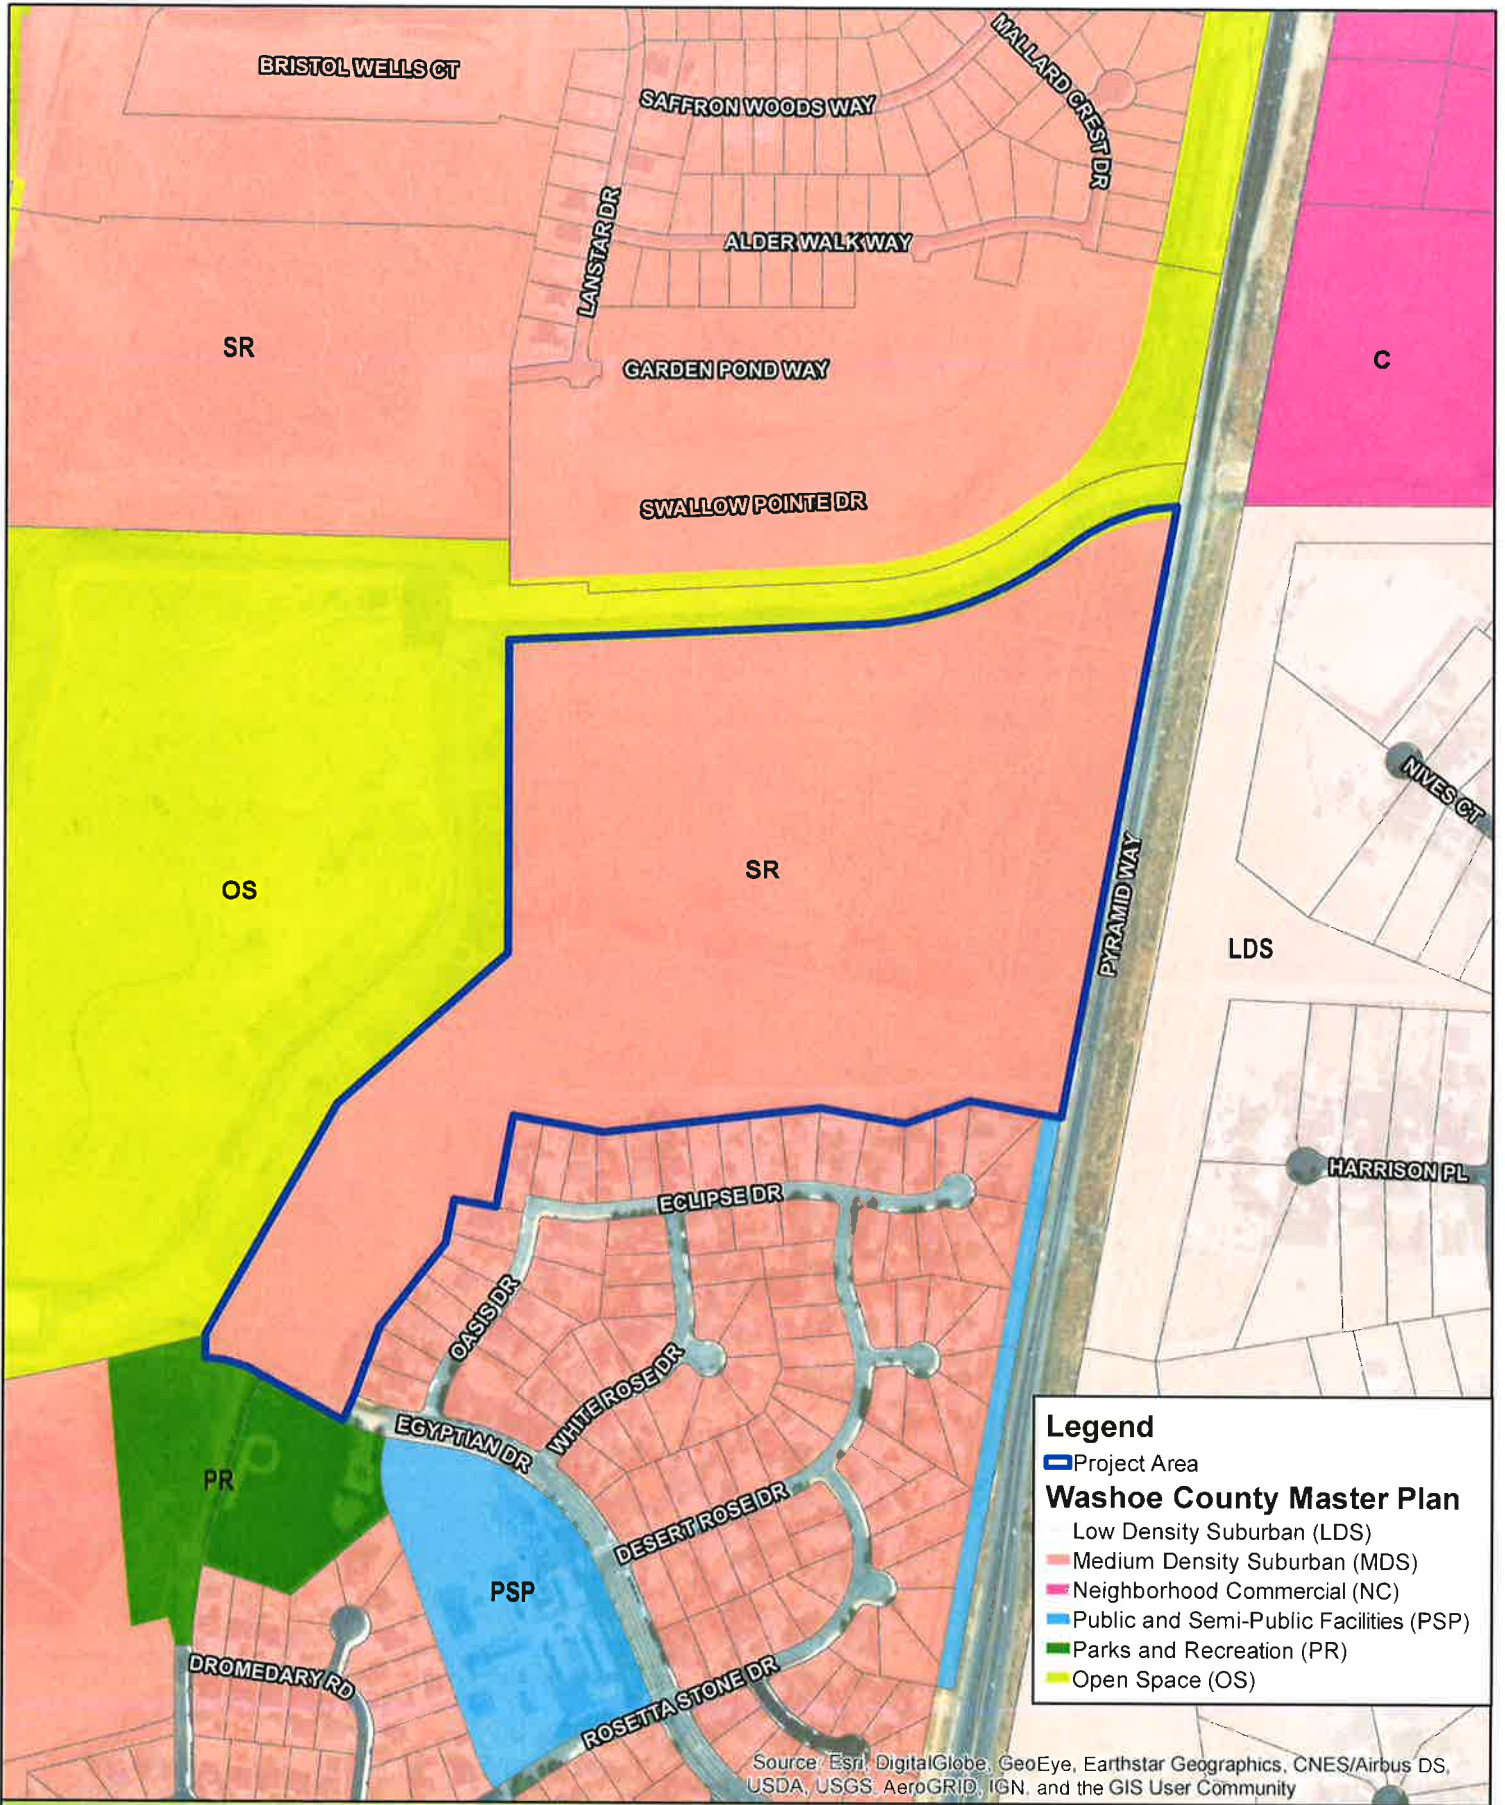 BRISTOL WELLS CT
SAFFRON WOODS WAY
MALLARD CREST DR
LANSTAR DR
ALDER WALK WAY
SR
GARDEN POND WAY
C
SWALLOW POINTE DR
NIVES CT
SR
OS
PYRAMID WAY
LDS
HARRISON PL
ECLIPSE DR
OASIS DR
WHITE ROSE DR
EGYPTIAN DR
PR
DESERT ROSE DR
PSP
DROMEDARY RD
ROSETTA STONE DR
Legend
Project Area
Washoe County Master Plan
Low Density Suburban (LDS)
Medium Density Suburban (MDS)
Neighborhood Commercial (NC)
Public and Semi-Public Facilities (PSP)
Parks and Recreation (PR)
Open Space (OS)
Source: Esri, DigitalGlobe, GeoEye, Earthstar Geographics, CNES/Airbus DS,
USDA, USGS, AeroGRID, IGN, and the GIS User Community